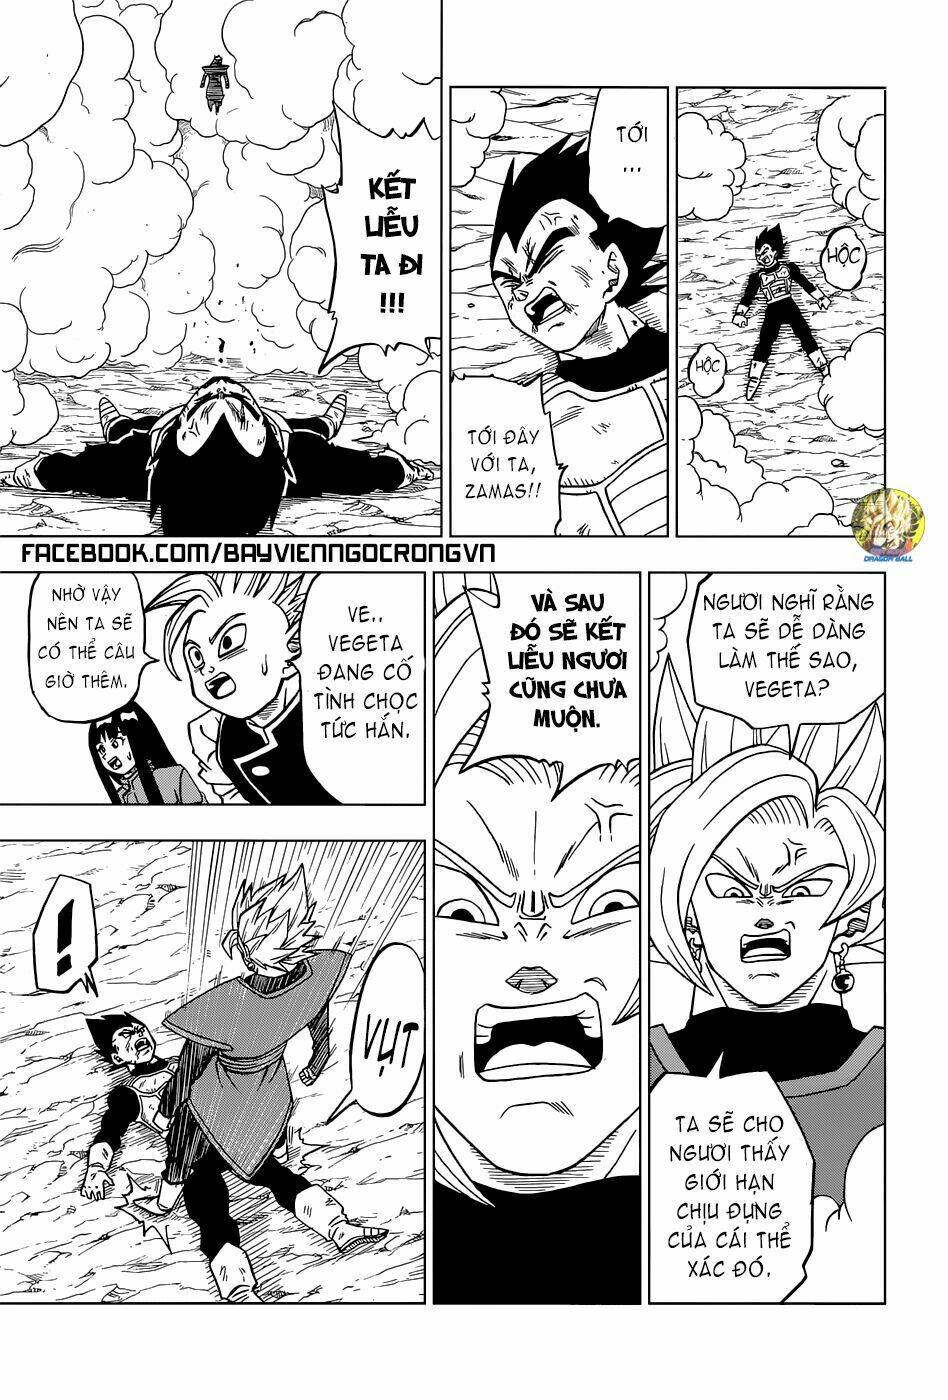 HỘC
HỘC
TỚI
...
TỚI ĐÂY
VỚI TA,
ZAMAS!!
KẾT
LIỄU
TA ĐI
!!!
FACEBOOK.COM/BAYVIENNGOCRONGVN
DRAGON BALL
NGƯƠI NGHĨ RẰNG
TA SẼ DỄ DÀNG
LÀM THẾ SAO,
VEGETA?
TA SẼ CHO
NGƯƠI THẤY
GIỚI HẠN
CHỊU ĐỰNG
CỦA CÁI THỂ
XÁC ĐÓ.
VÀ SAU
ĐÓ SẼ KẾT
LIỄU NGƯƠI
CŨNG CHƯA
MUỘN.
VE..
VEGETA
ĐANG CỐ
TÌNH CHỌC
TỨC HẮN.
NHỜ VẬY
NÊN TA SẼ
CÓ THỂ CÂU
GIỜ THÊM.
VỤT
!